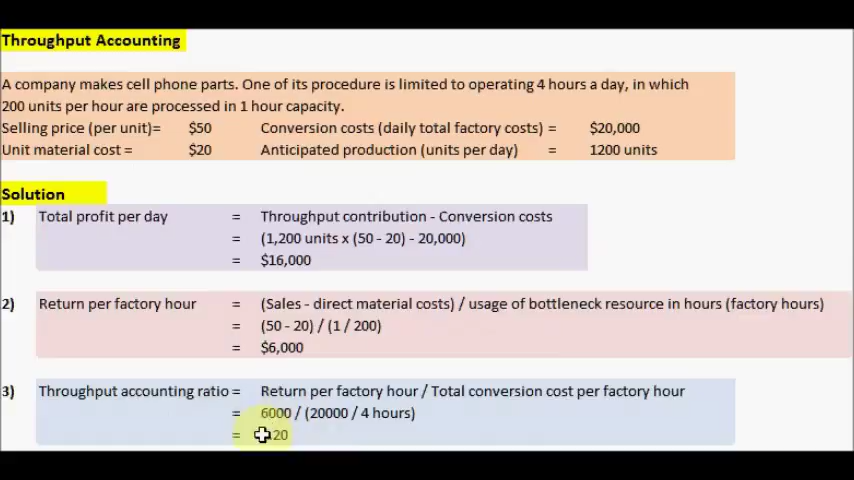 Throughput Accounting
A company makes cell phone parts. One of its procedure is limited to operating 4 hours a day, in which
200 units per hour are processed in 1 hour capacity.
Selling price (per unit)= $50 Conversion costs (daily total factory costs) = $20,000
Unit material cost = $20 Anticipated production (units per day) = 1200 units
Solution
1) Total profit per day = Throughput contribution - Conversion costs
= (1,200 units x (50 - 20) - 20,000)
= $16,000
2) Return per factory hour = (Sales - direct material costs) / usage of bottleneck resource in hours (factory hours)
= (50 - 20) / (1 / 200)
= $6,000
3) Throughput accounting ratio = Return per factory hour / Total conversion cost per factory hour
= 6000 / (20000 / 4 hours)
= 20